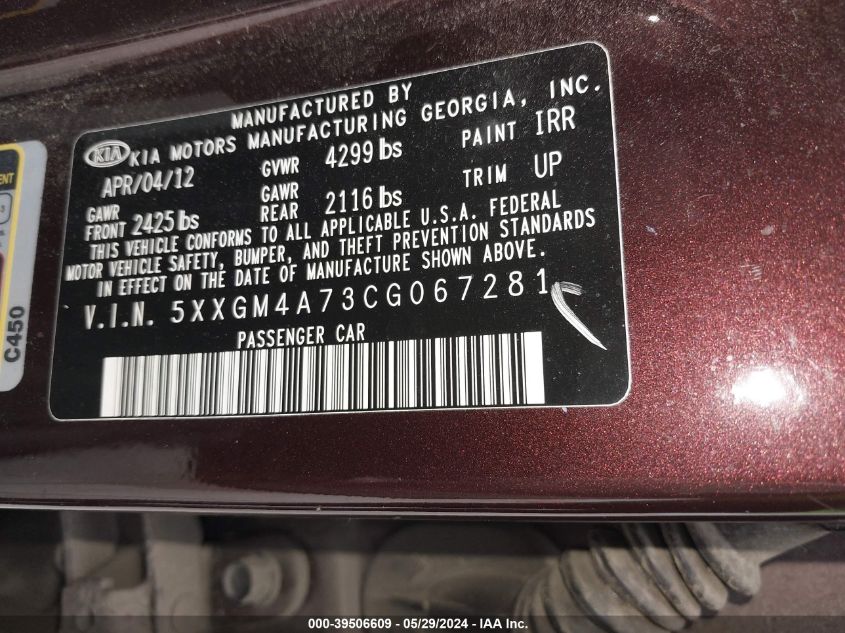 MANUFACTURED BY
KIA KIA MOTORS MANUFACTURING GEORGIA, INC.
APR/04/12 GVWR 4299 lbs PAINT IRR
GAWR FRONT 2425 lbs GAWR REAR 2116 lbs TRIM UP
THIS VEHICLE CONFORMS TO ALL APPLICABLE U.S.A. FEDERAL
MOTOR VEHICLE SAFETY, BUMPER, AND THEFT PREVENTION STANDARDS
IN EFFECT ON THE DATE OF MANUFACTURE SHOWN ABOVE.
V.I.N. 5XXGM4A73CG067281
PASSENGER CAR
C450
000-39506609 - 05/29/2024 - IAA Inc.